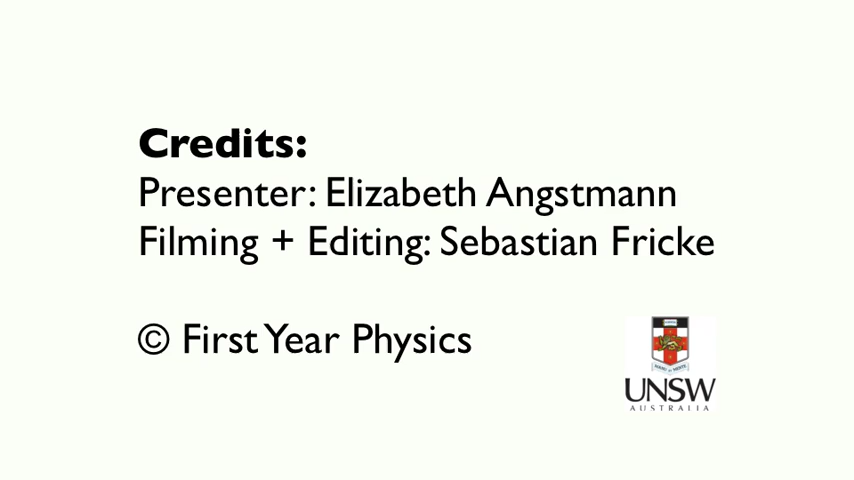 Credits:
Presenter: Elizabeth Angstmann
Filming + Editing: Sebastian Fricke
© First Year Physics
UNSW
AUSTRALIA